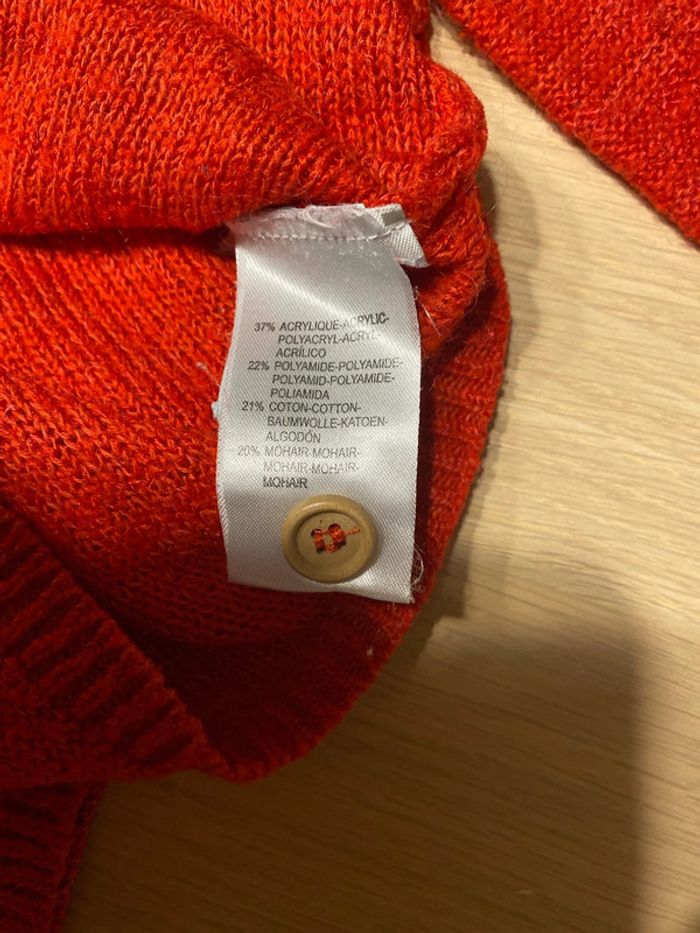 37% ACRYLIQUE-ACRYLIC-
POLYACRYL-ACRYL-
ACRÍLICO
22% POLYAMIDE-POLYAMIDE-
POLYAMID-POLYAMIDE-
POLIAMIDA
21% COTON-COTTON-
BAUMWOLLE-KATOEN-
ALGODÓN
20% MOHAIR-MOHAIR-
MOHAIR-MOHAIR-
MOHAIR